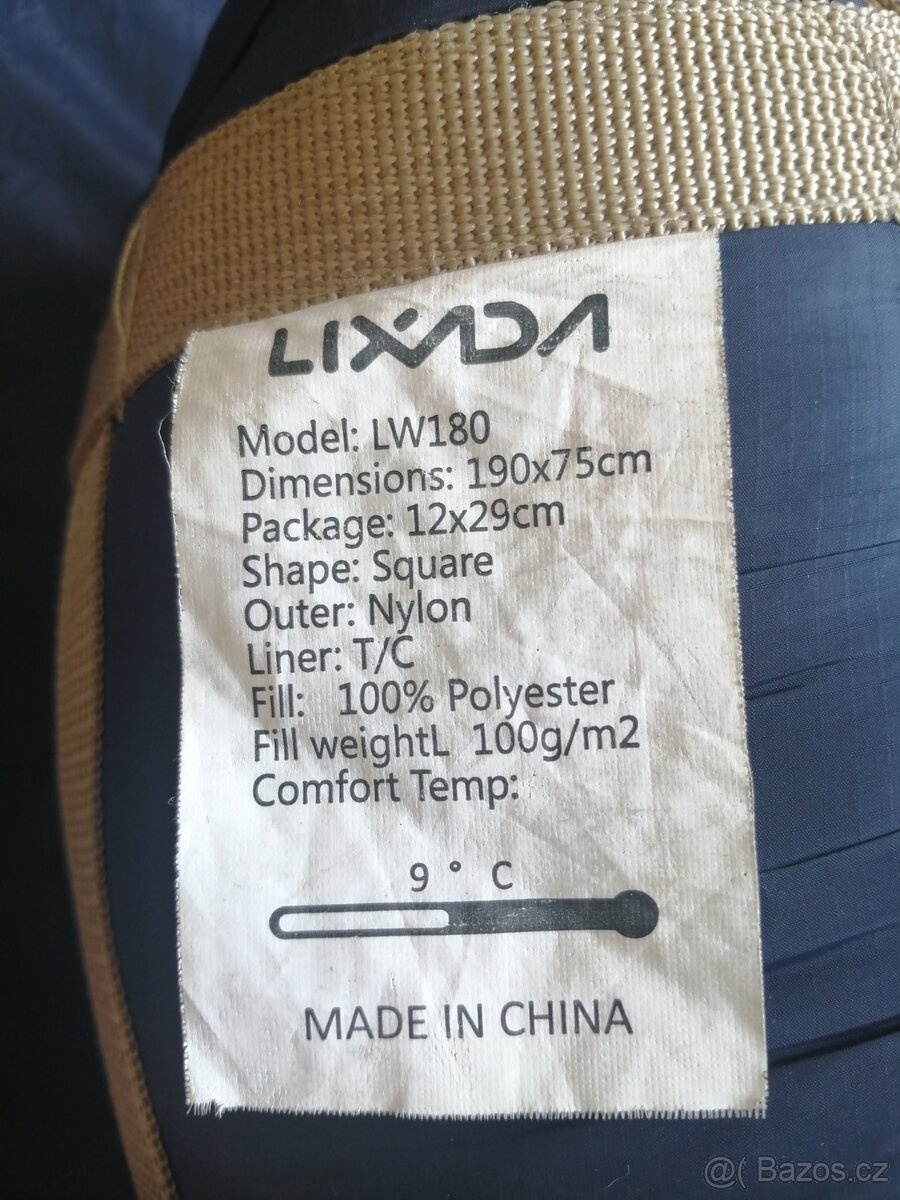 LIXADA
Model: LW180
Dimensions: 190x75cm
Package: 12x29cm
Shape: Square
Outer: Nylon
Liner: T/C
Fill: 100% Polyester
Fill weightL 100g/m2
Comfort Temp:
9 ° C
MADE IN CHINA
@( Bazos.cz